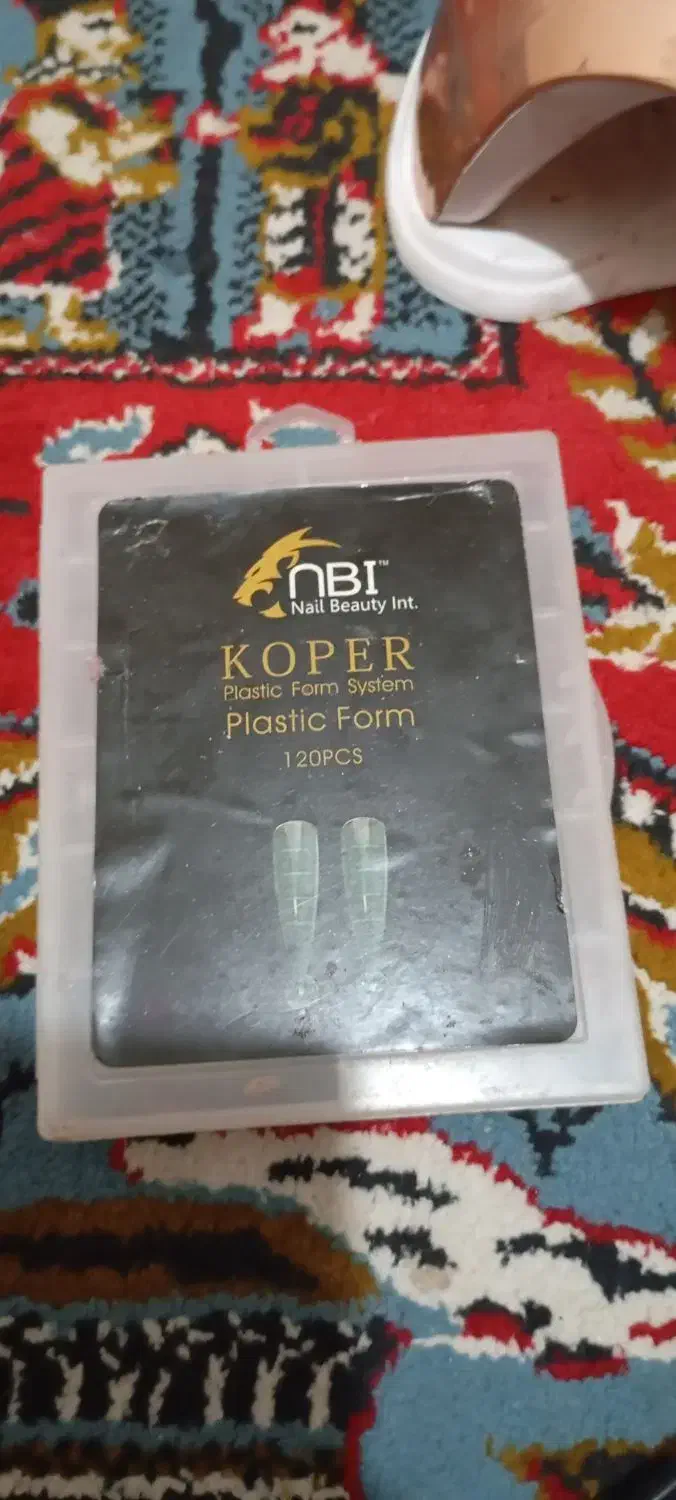 NBI™
Nail Beauty Int.
KOPER
Plastic Form System
Plastic Form
120PCS